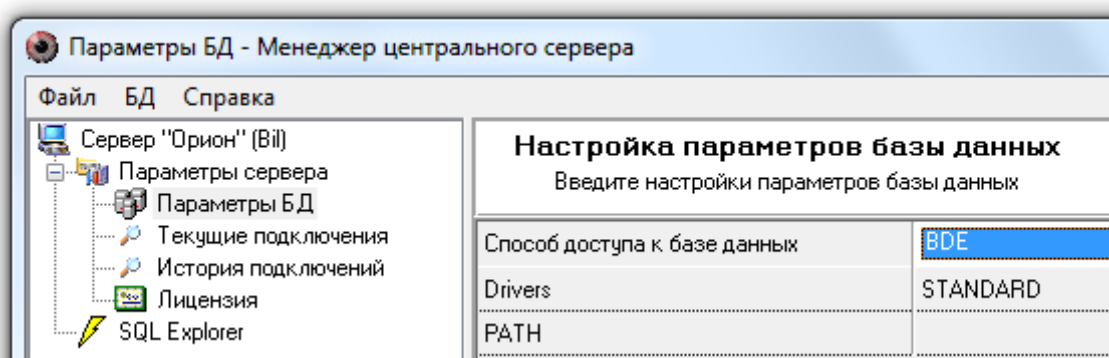 Параметры БД - Менеджер центрального сервера
Файл БД Справка
Сервер "Орион" (Bil)
Параметры сервера
Параметры БД
Текущие подключения
История подключений
Лицензия
SQL Explorer
Настройка параметров базы данных
Введите настройки параметров базы данных
Способ доступа к базе данных BDE
Drivers STANDARD
PATH